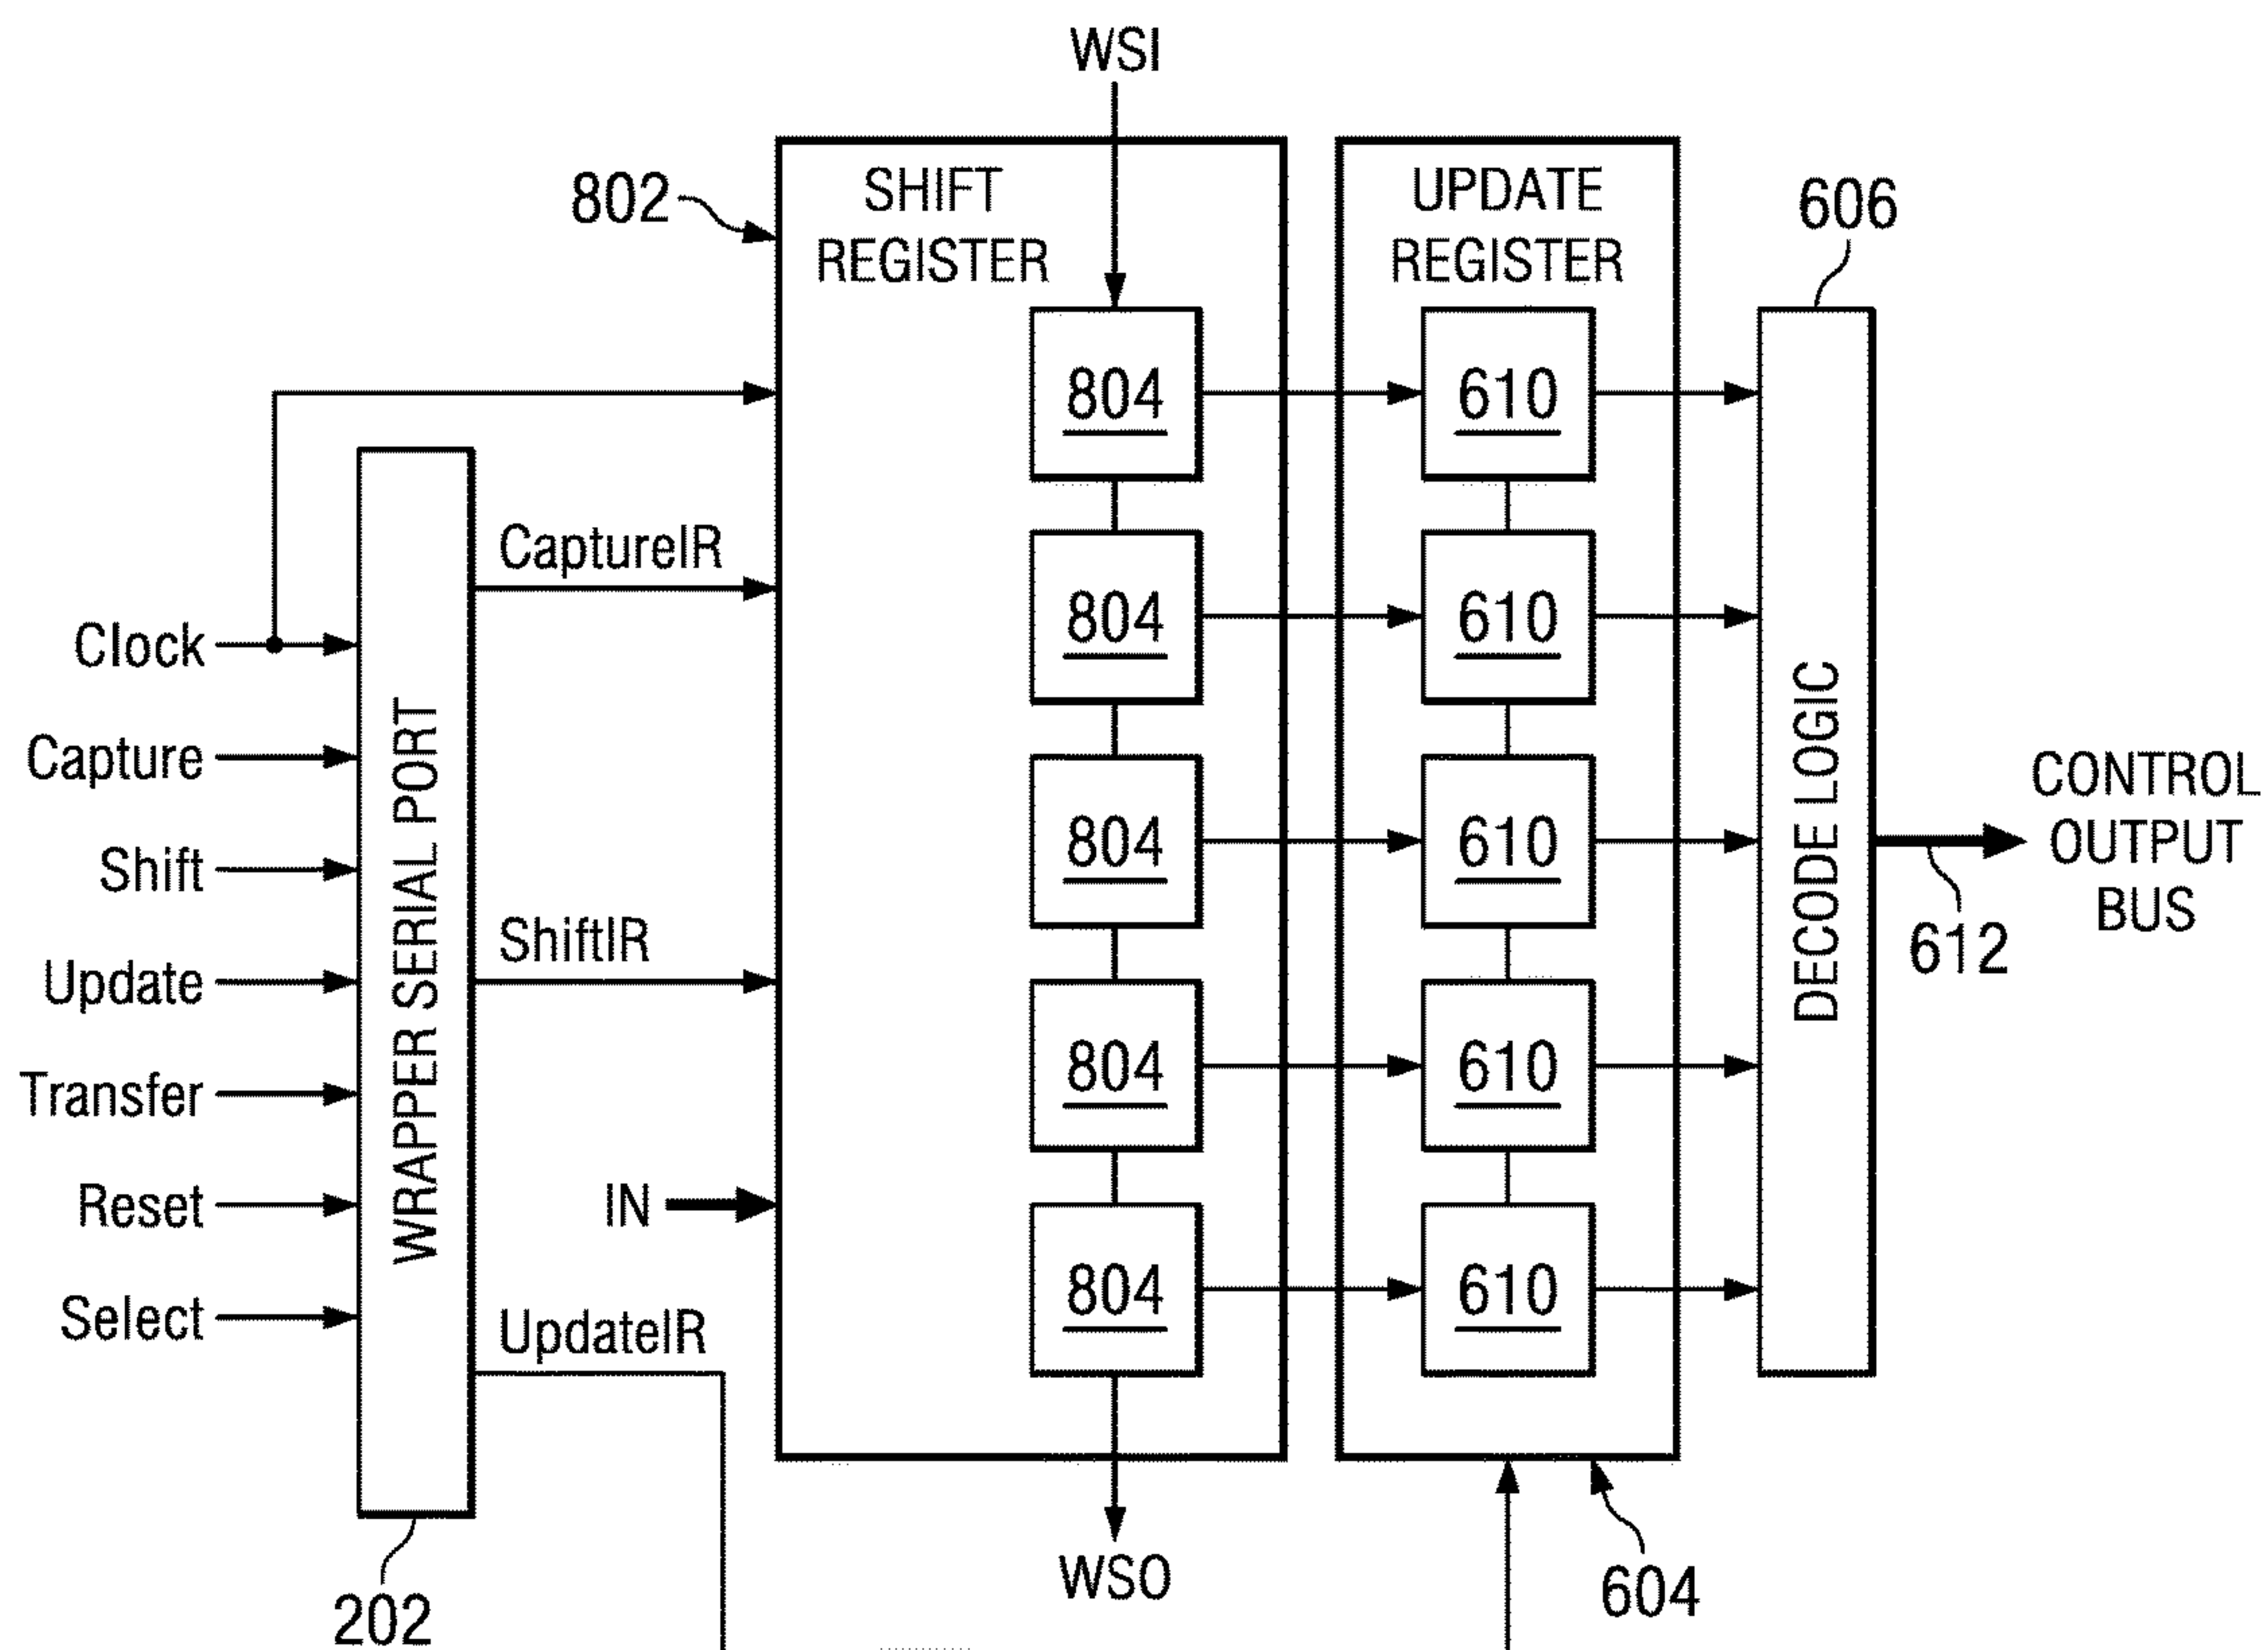 WSI
802
SHIFT
REGISTER
UPDATE
REGISTER
606
804
610
CaptureIR
804
610
Clock
Capture
Shift
Update
Transfer
Reset
Select
WRAPPER SERIAL PORT
804
610
DECODE LOGIC
CONTROL
OUTPUT
BUS
612
ShiftIR
804
610
IN
804
610
UpdateIR
WSO
604
202